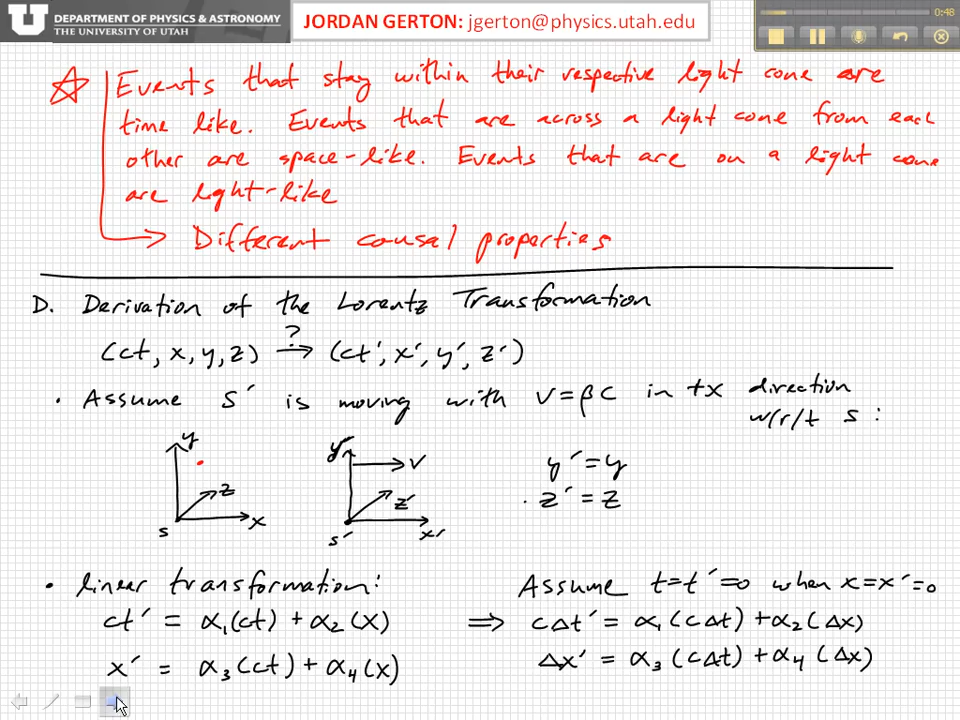 U DEPARTMENT OF PHYSICS & ASTRONOMY
THE UNIVERSITY OF UTAH
JORDAN GERTON: jgerton@physics.utah.edu
0:48
Events that stay within their respective light cone are
time like. Events that are across a light cone from each
other are space-like. Events that are on a light cone
are light-like
→ Different causal properties
D. Derivation of the Lorentz Transformation
(ct, x, y, z) ?→ (ct′, x′, y′, z′)
• Assume S′ is moving with v = βc in +x direction
w/r/t S:
y z x S
y′ v z′ x′ S′
y′ = y
z′ = z
• linear transformation:
ct′ = α₁(ct) + α₂(x)
x′ = α₃(ct) + α₄(x)
Assume t=t′=0 when x=x′=0
⇒ cΔt′ = α₁(cΔt) + α₂(Δx)
Δx′ = α₃(cΔt) + α₄(Δx)